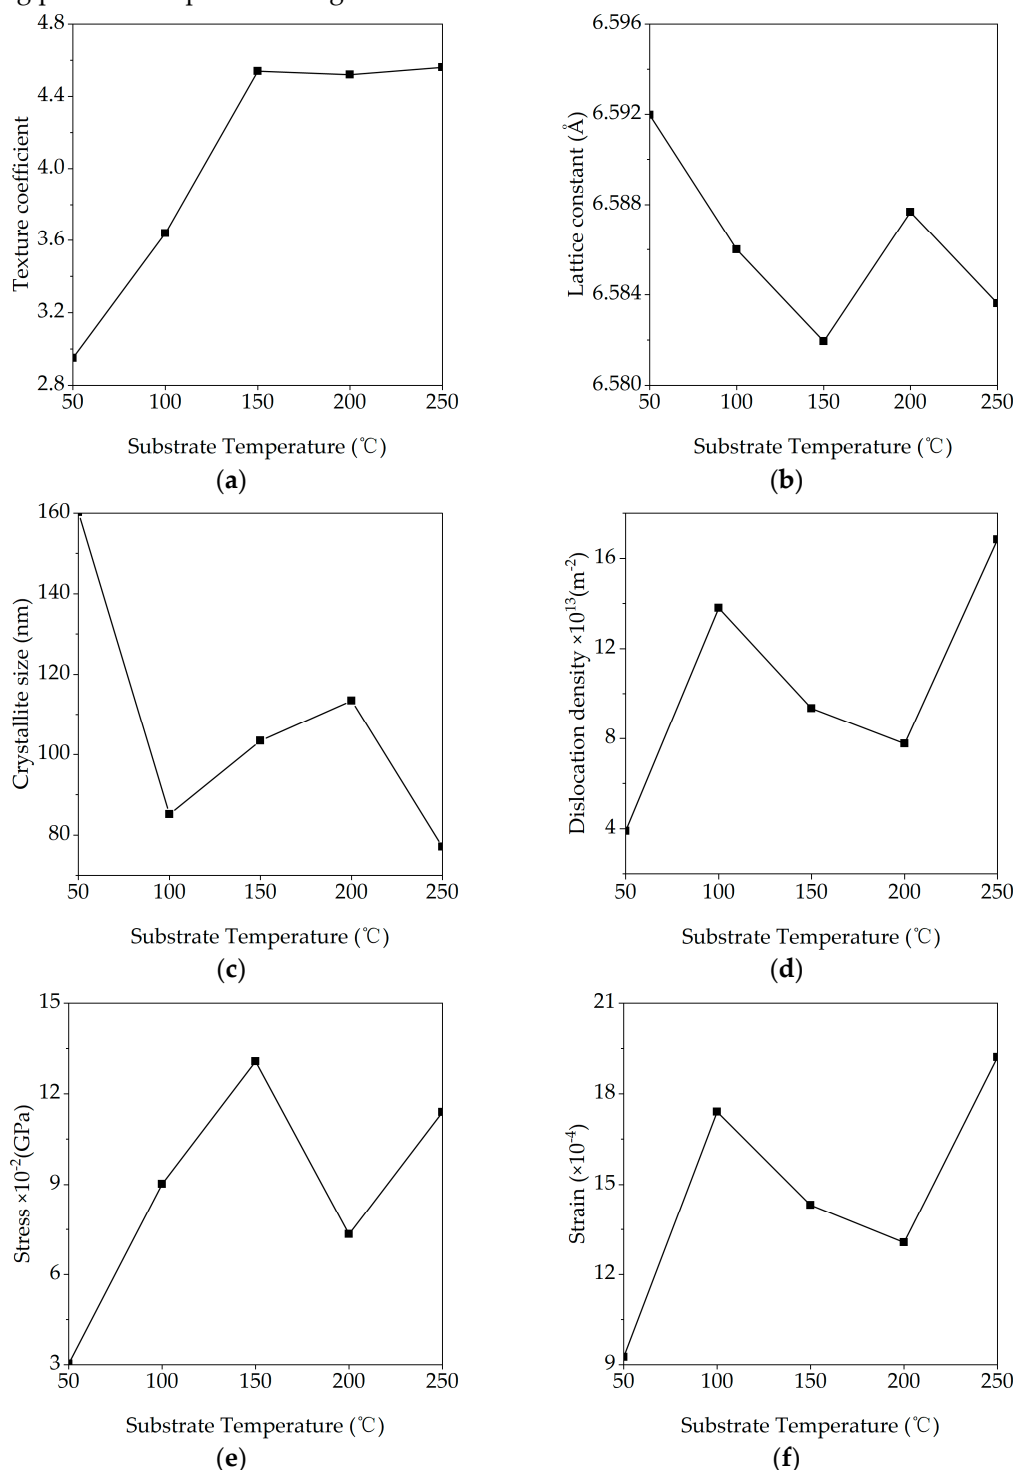 4.8
4.4
4.0
3.6
3.2
2.8
Texture coefficient
50 100 150 200 250
Substrate Temperature (℃)
(a)
6.596
6.592
6.588
6.584
6.580
Lattice constant (Å)
50 100 150 200 250
Substrate Temperature (℃)
(b)
160
140
120
100
80
Crystallite size (nm)
50 100 150 200 250
Substrate Temperature (℃)
(c)
16
12
8
4
Dislocation density ×10¹³(m⁻²)
50 100 150 200 250
Substrate Temperature (℃)
(d)
15
12
9
6
3
Stress ×10⁻²(GPa)
50 100 150 200 250
Substrate Temperature (℃)
(e)
21
18
15
12
9
Strain (×10⁻⁴)
50 100 150 200 250
Substrate Temperature (℃)
(f)